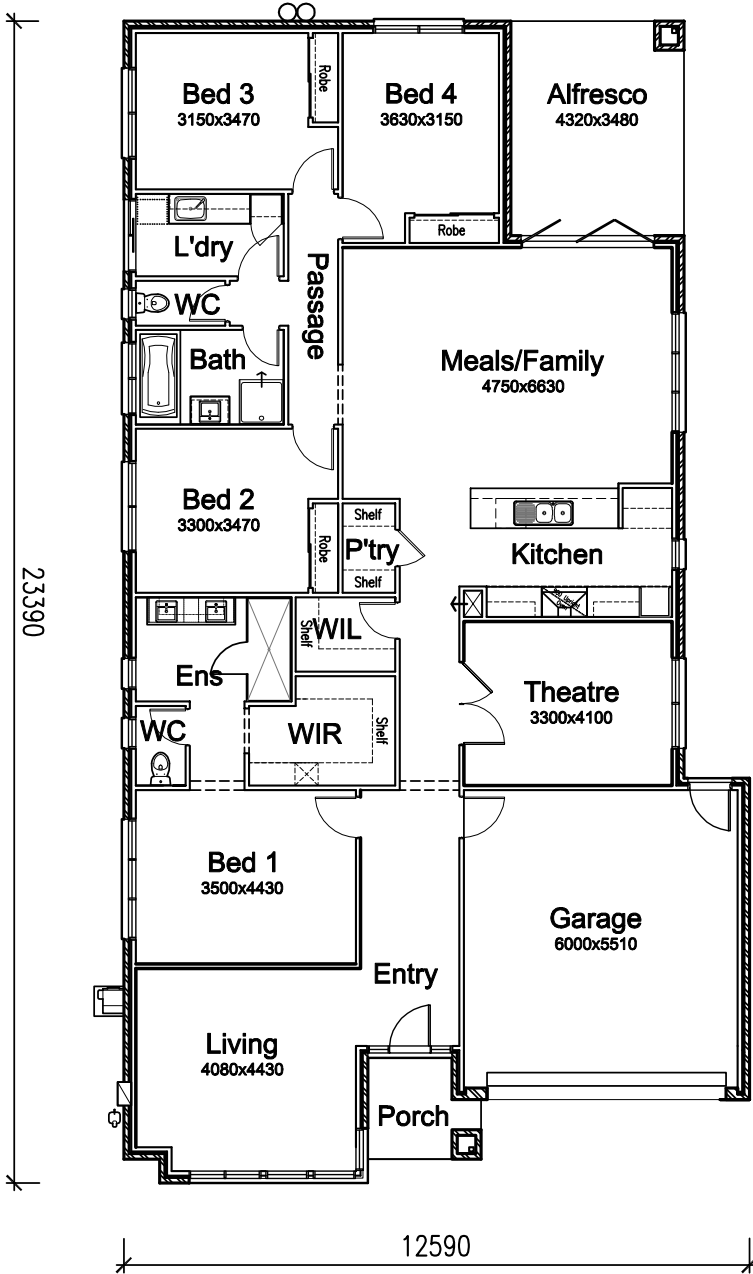 Bed 3
3150x3470
Robe
Bed 4
3630x3150
Robe
Alfresco
4320x3480
L'dry
WC
Passage
Bath
Meals/Family
4750x6630
Bed 2
3300x3470
Robe
Shelf
P'try
Shelf
Kitchen
23390
WIL
Shelf
Ens
WC
WIR
Shelf
Theatre
3300x4100
Bed 1
3500x4430
Garage
6000x5510
Entry
Living
4080x4430
Porch
12590